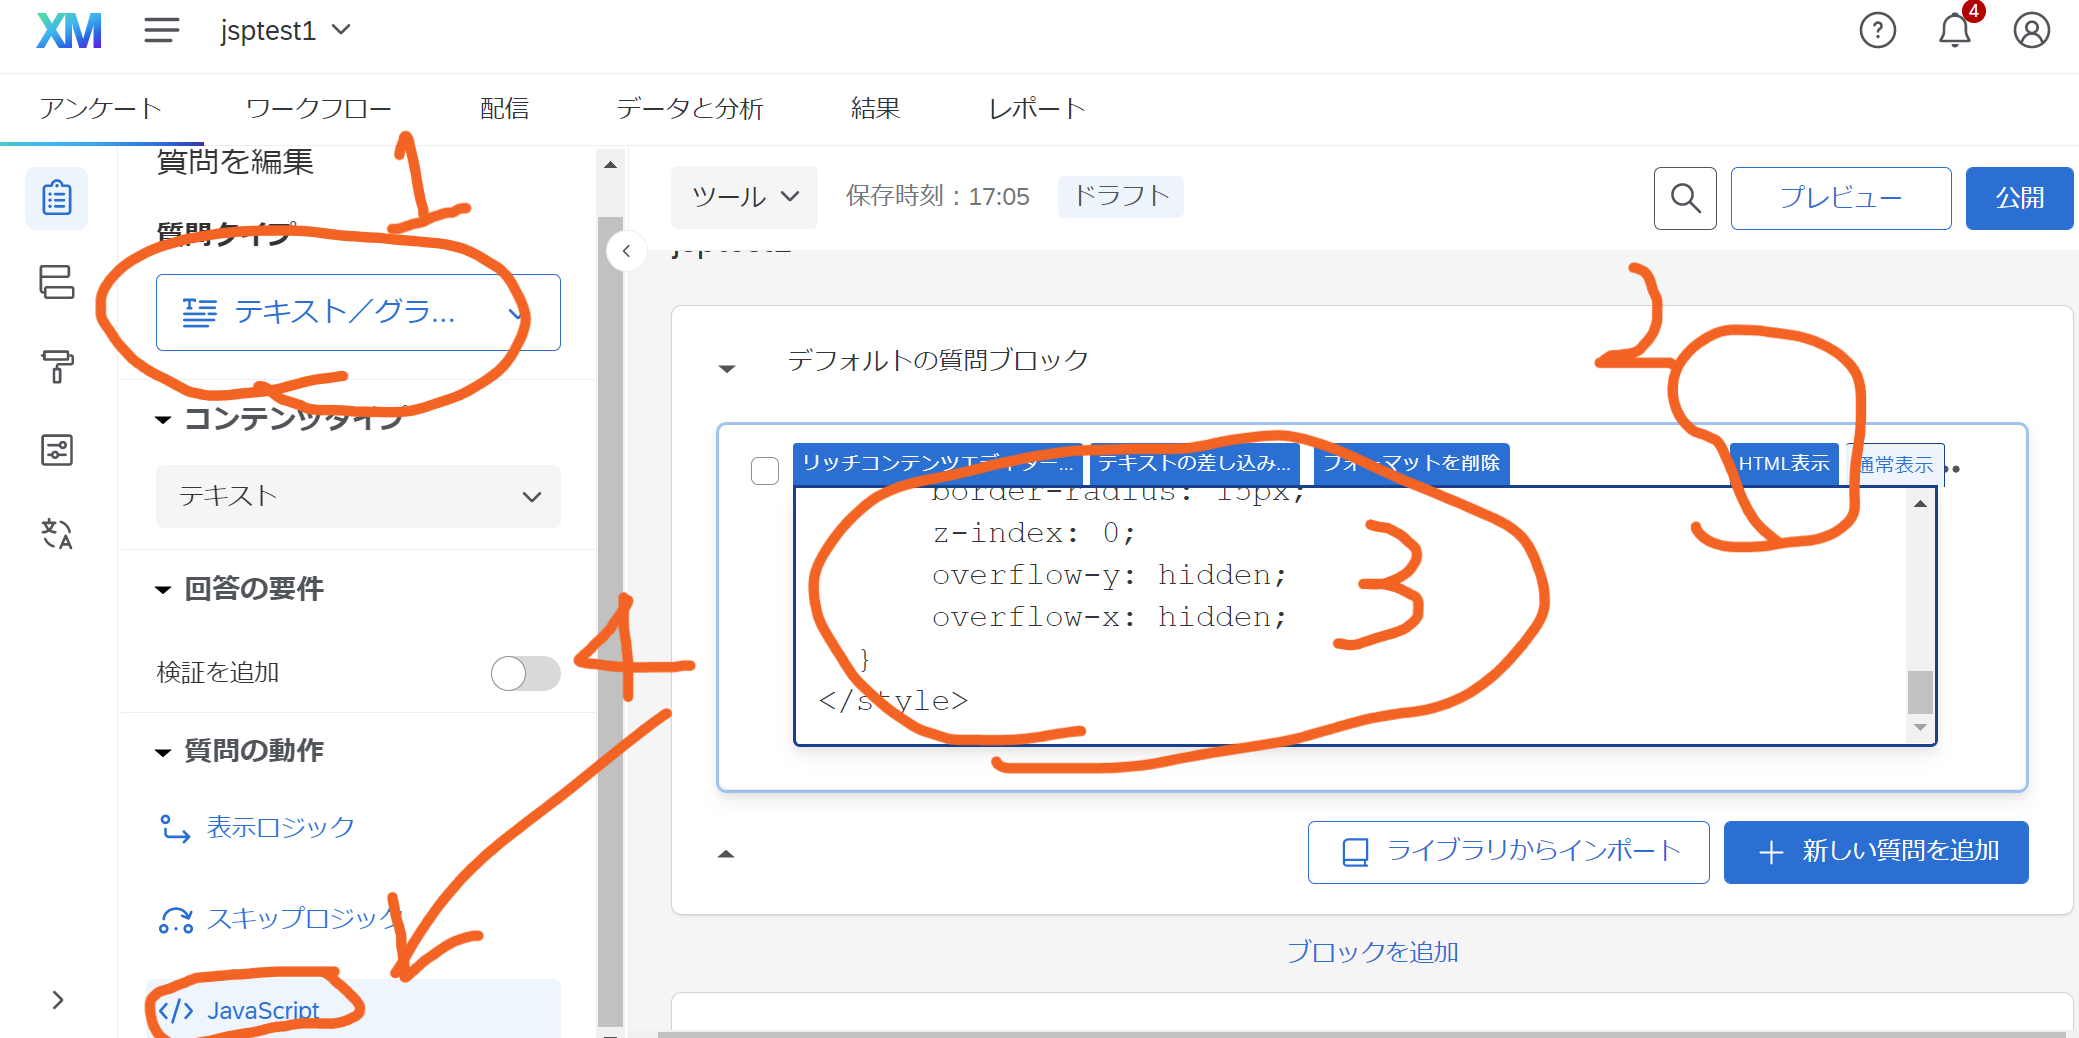 XM jsptest1 4
アンケート ワークフロー 配信 データと分析 結果 レポート
質問を編集
質問タイプ
テキスト／グラ...
コンテンツタイプ
テキスト
回答の要件
検証を追加
質問の動作
表示ロジック
スキップロジック
</> JavaScript
ツール 保存時刻：17:05 ドラフト プレビュー 公開
デフォルトの質問ブロック
リッチコンテンツエディター... テキストの差し込み... フォーマットを削除 HTML表示 通常表示
border-radius: 15px;
z-index: 0;
overflow-y: hidden;
overflow-x: hidden;
}
</style>
ライブラリからインポート
新しい質問を追加
ブロックを追加
1
2
3
4